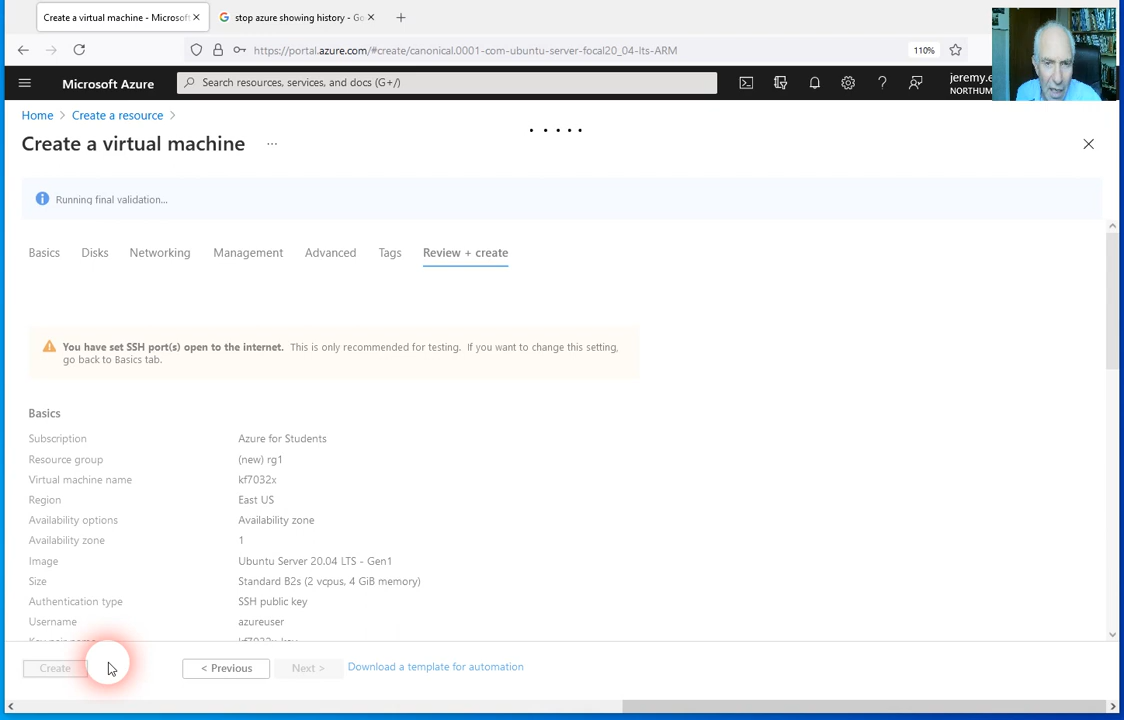 Create a virtual machine - Microsoft
stop azure showing history - Go
https://portal.azure.com/#create/canonical.0001-com-ubuntu-server-focal20_04-lts-ARM
110%
Microsoft Azure
Search resources, services, and docs (G+/)
jeremy.e
NORTHUM
Home > Create a resource >
Create a virtual machine ...
Running final validation...
Basics Disks Networking Management Advanced Tags Review + create
You have set SSH port(s) open to the internet. This is only recommended for testing. If you want to change this setting,
go back to Basics tab.
Basics
Subscription Azure for Students
Resource group (new) rg1
Virtual machine name kf7032x
Region East US
Availability options Availability zone
Availability zone 1
Image Ubuntu Server 20.04 LTS - Gen1
Size Standard B2s (2 vcpus, 4 GiB memory)
Authentication type SSH public key
Username azureuser
Create < Previous Next > Download a template for automation